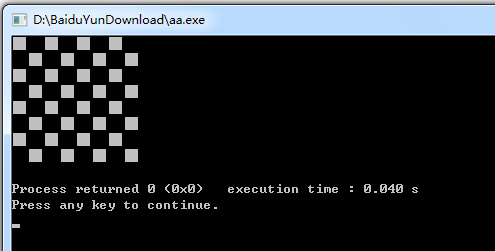 D:\BaiduYunDownload\aa.exe
Process returned 0 (0x0)   execution time : 0.040 s
Press any key to continue.